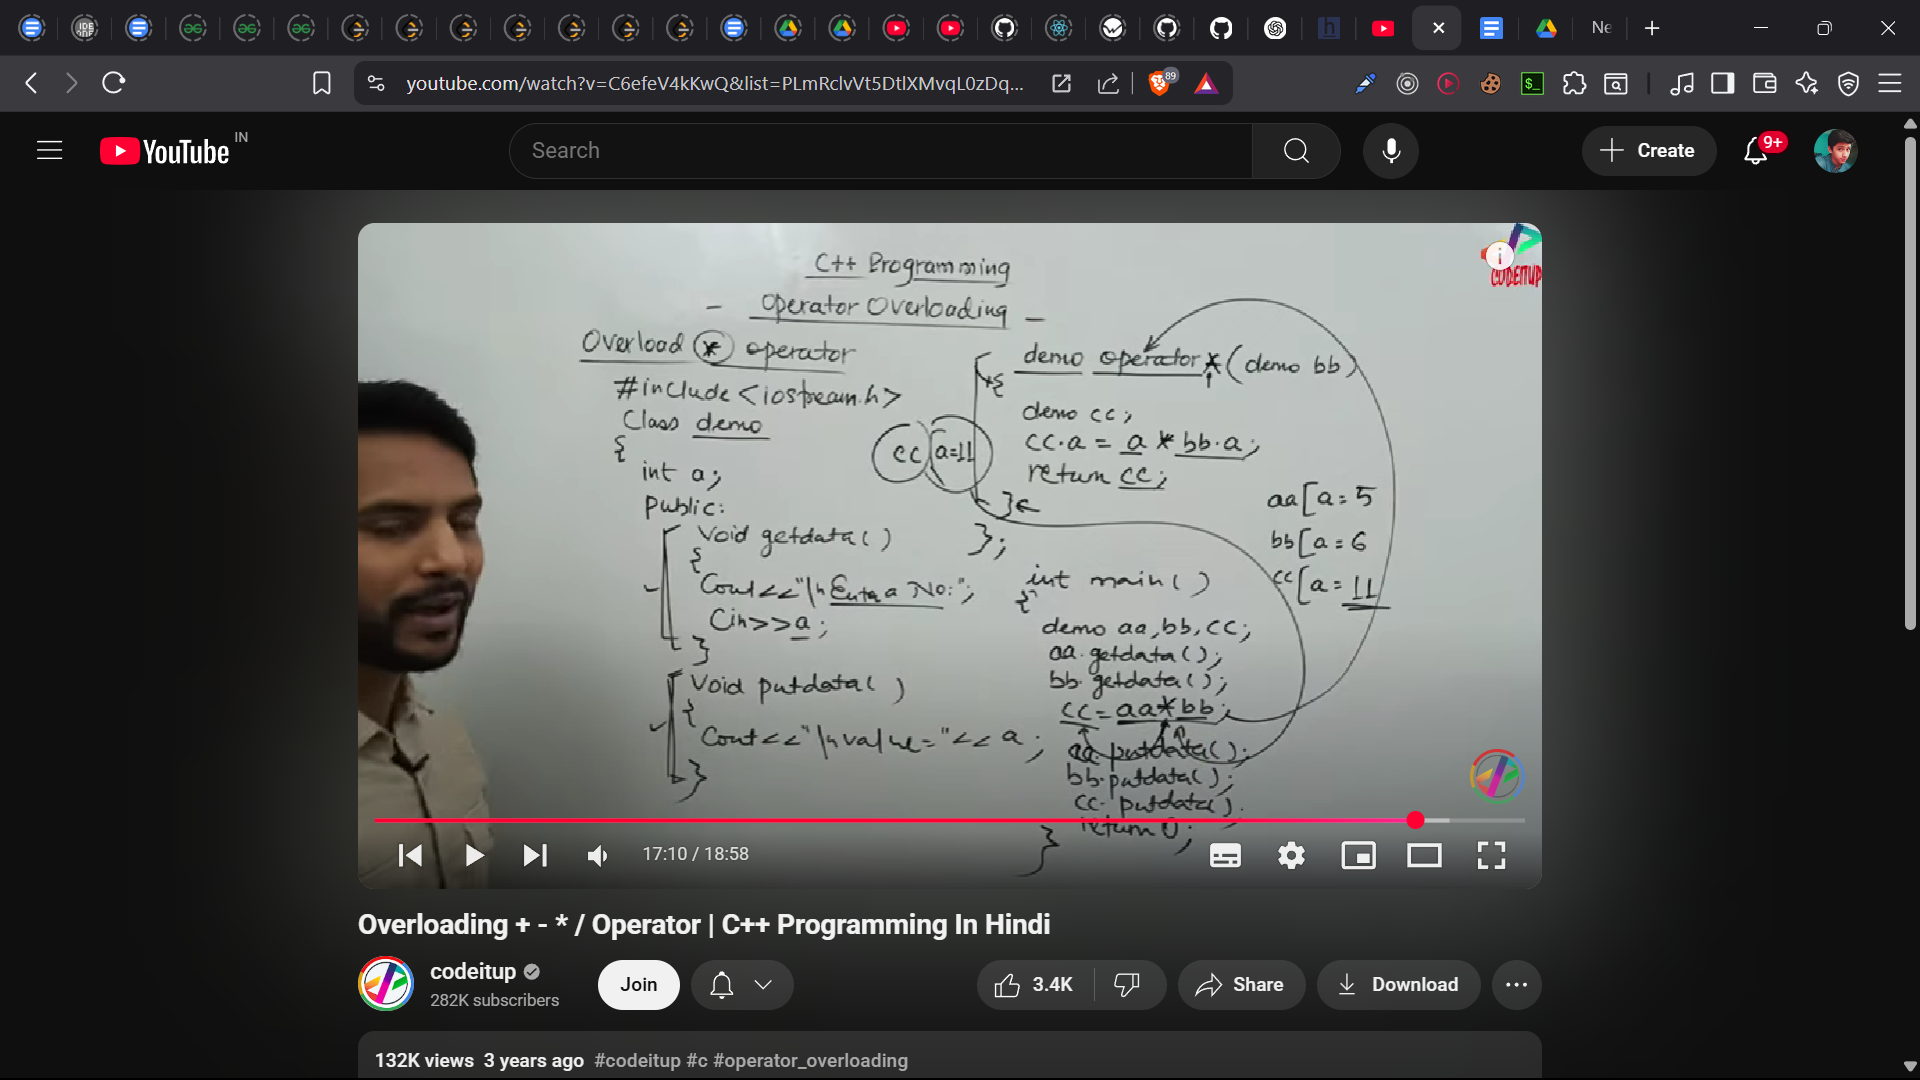 Ne
youtube.com/watch?v=C6efeV4kKwQ&list=PLmRclvVt5DtlXMvqL0zDq...
89
YouTube IN
Search
Create
9+
CODEITUP
C++ Programming
- Operator Overloading -
Overload * operator
#include <iostream.h>
Class demo
{
int a;
Public:
Void getdata()
{
Cout<<"\n Enter a No:";
Cin>>a;
}
Void putdata()
{
Cout<<"\n value="<< a;
}
demo operator *(demo bb)
{
demo cc;
cc.a = a * bb.a;
return cc;
}
};
cc a=11
int main()
{
demo aa,bb,cc;
aa.getdata();
bb.getdata();
cc=aa*bb;
aa.putdata();
bb.putdata();
cc.putdata().
return 0;
}
aa[a=5
bb[a=6
cc[a=11
17:10 / 18:58
Overloading + - * / Operator | C++ Programming In Hindi
codeitup
282K subscribers
Join
3.4K
Share
Download
132K views 3 years ago #codeitup #c #operator_overloading